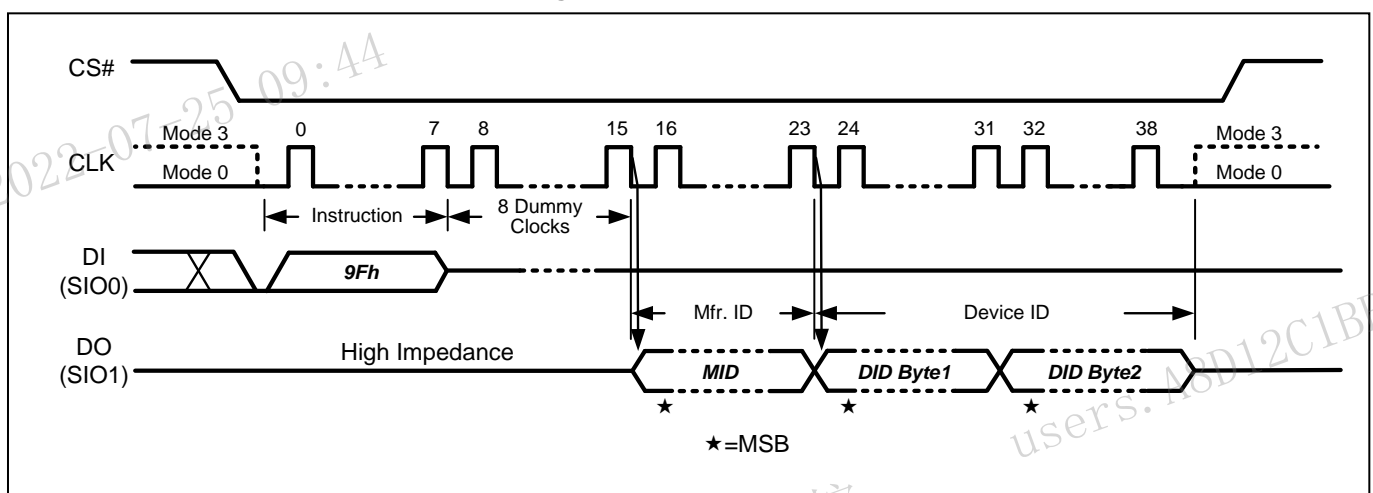 CS#
2022-07-25 09:44
Mode 3 0 7 8 15 16 23 24 31 32 38 Mode 3
CLK
Mode 0 Mode 0
Instruction
8 Dummy
Clocks
DI
(SIO0)
9Fh
Mfr. ID Device ID
DO
(SIO1)
High Impedance
MID DID Byte1 DID Byte2
★ ★ ★
★=MSB
users.A8D12C1B